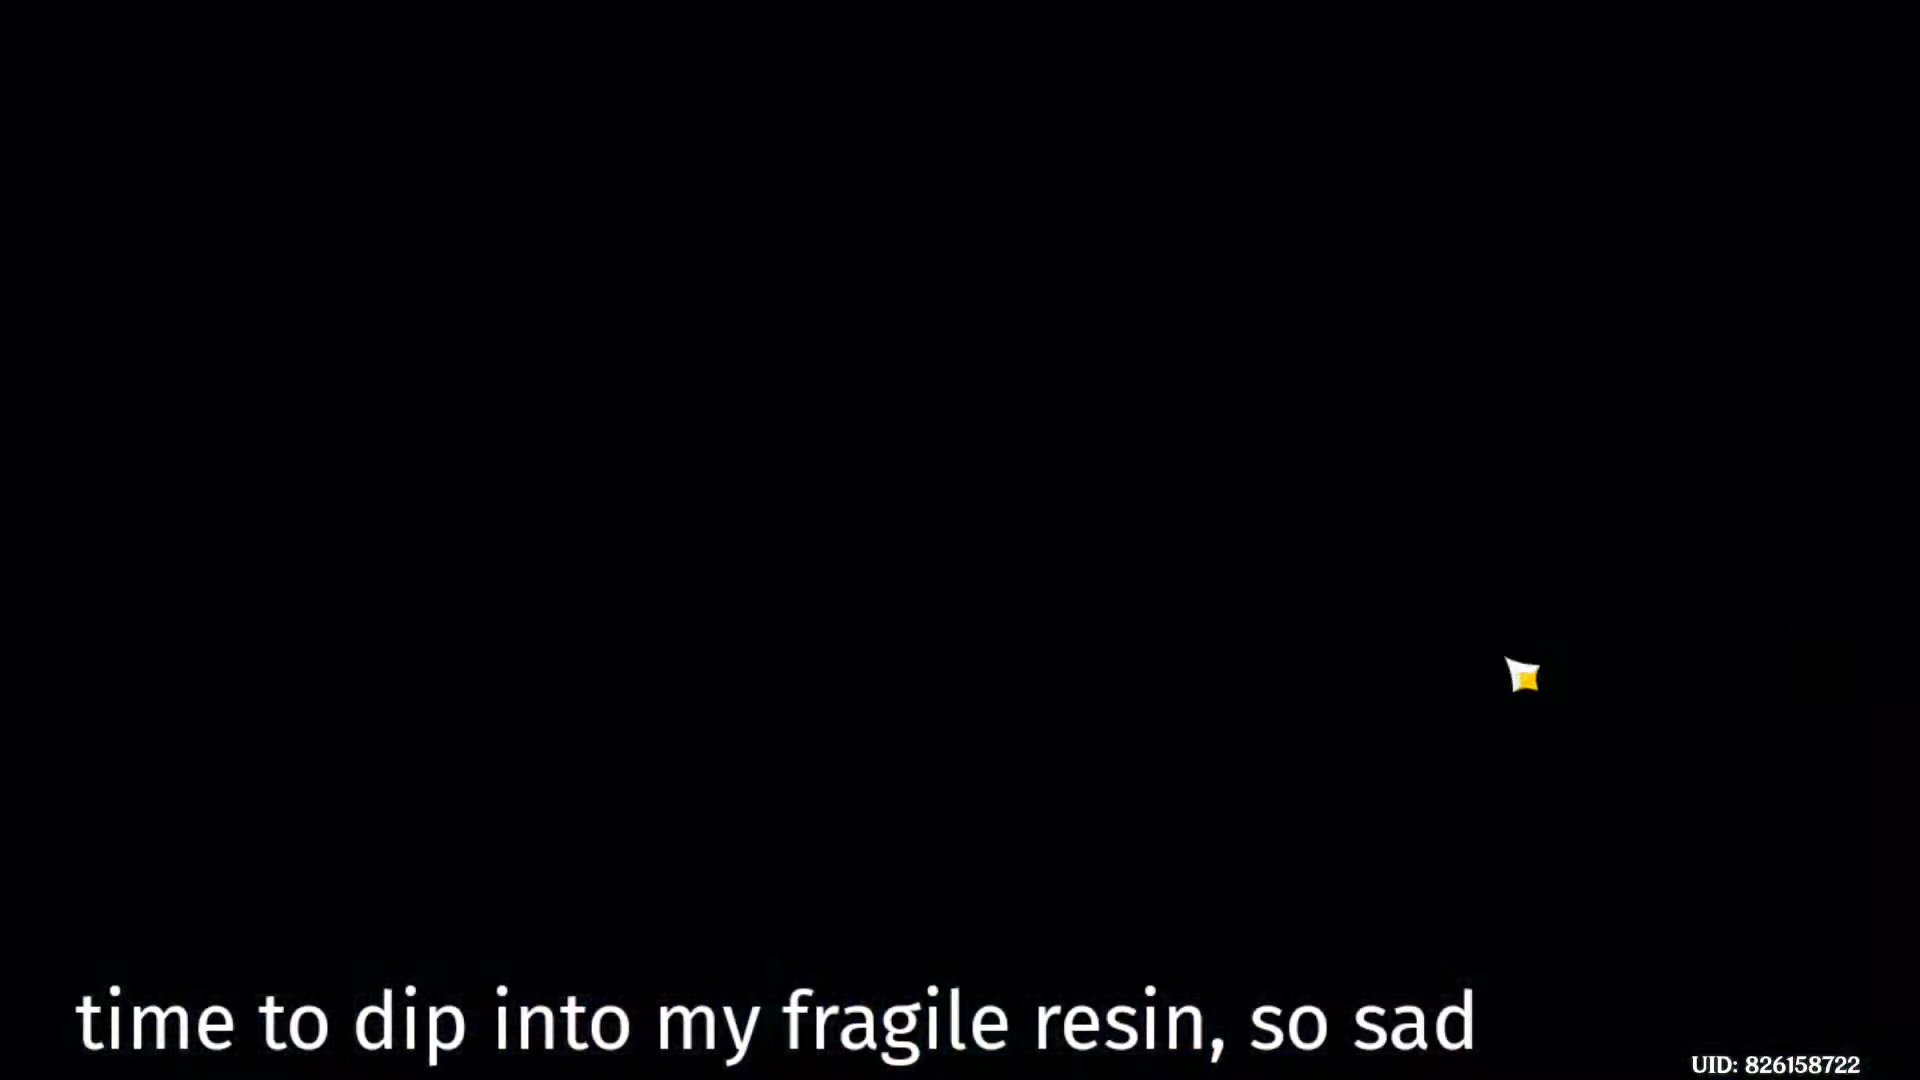 time to dip into my fragile resin, so sad
UID: 826158722